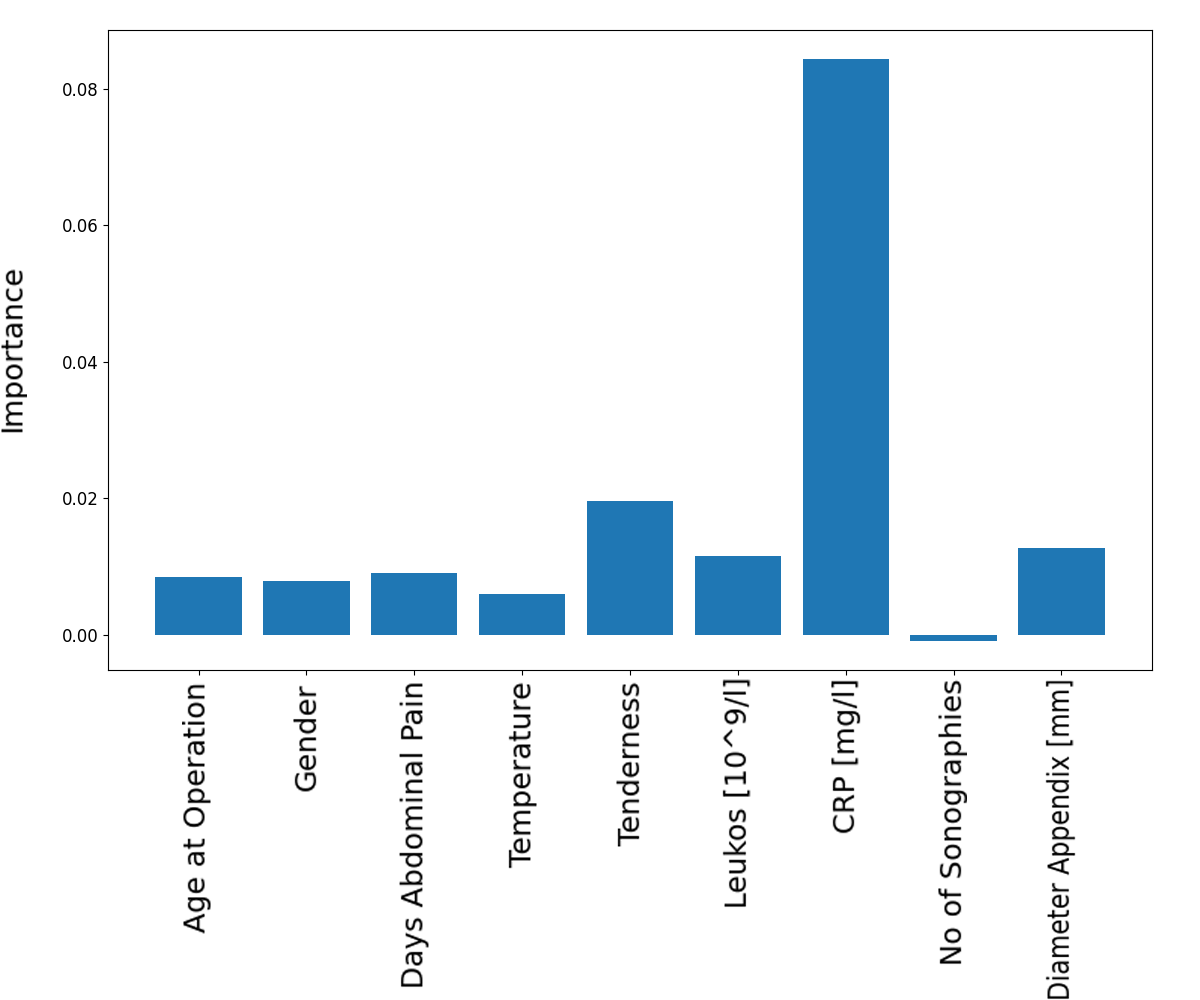 Importance
0.08
0.06
0.04
0.02
0.00
Age at Operation
Gender
Days Abdominal Pain
Temperature
Tenderness
Leukos [10^9/l]
CRP [mg/l]
No of Sonographies
Diameter Appendix [mm]